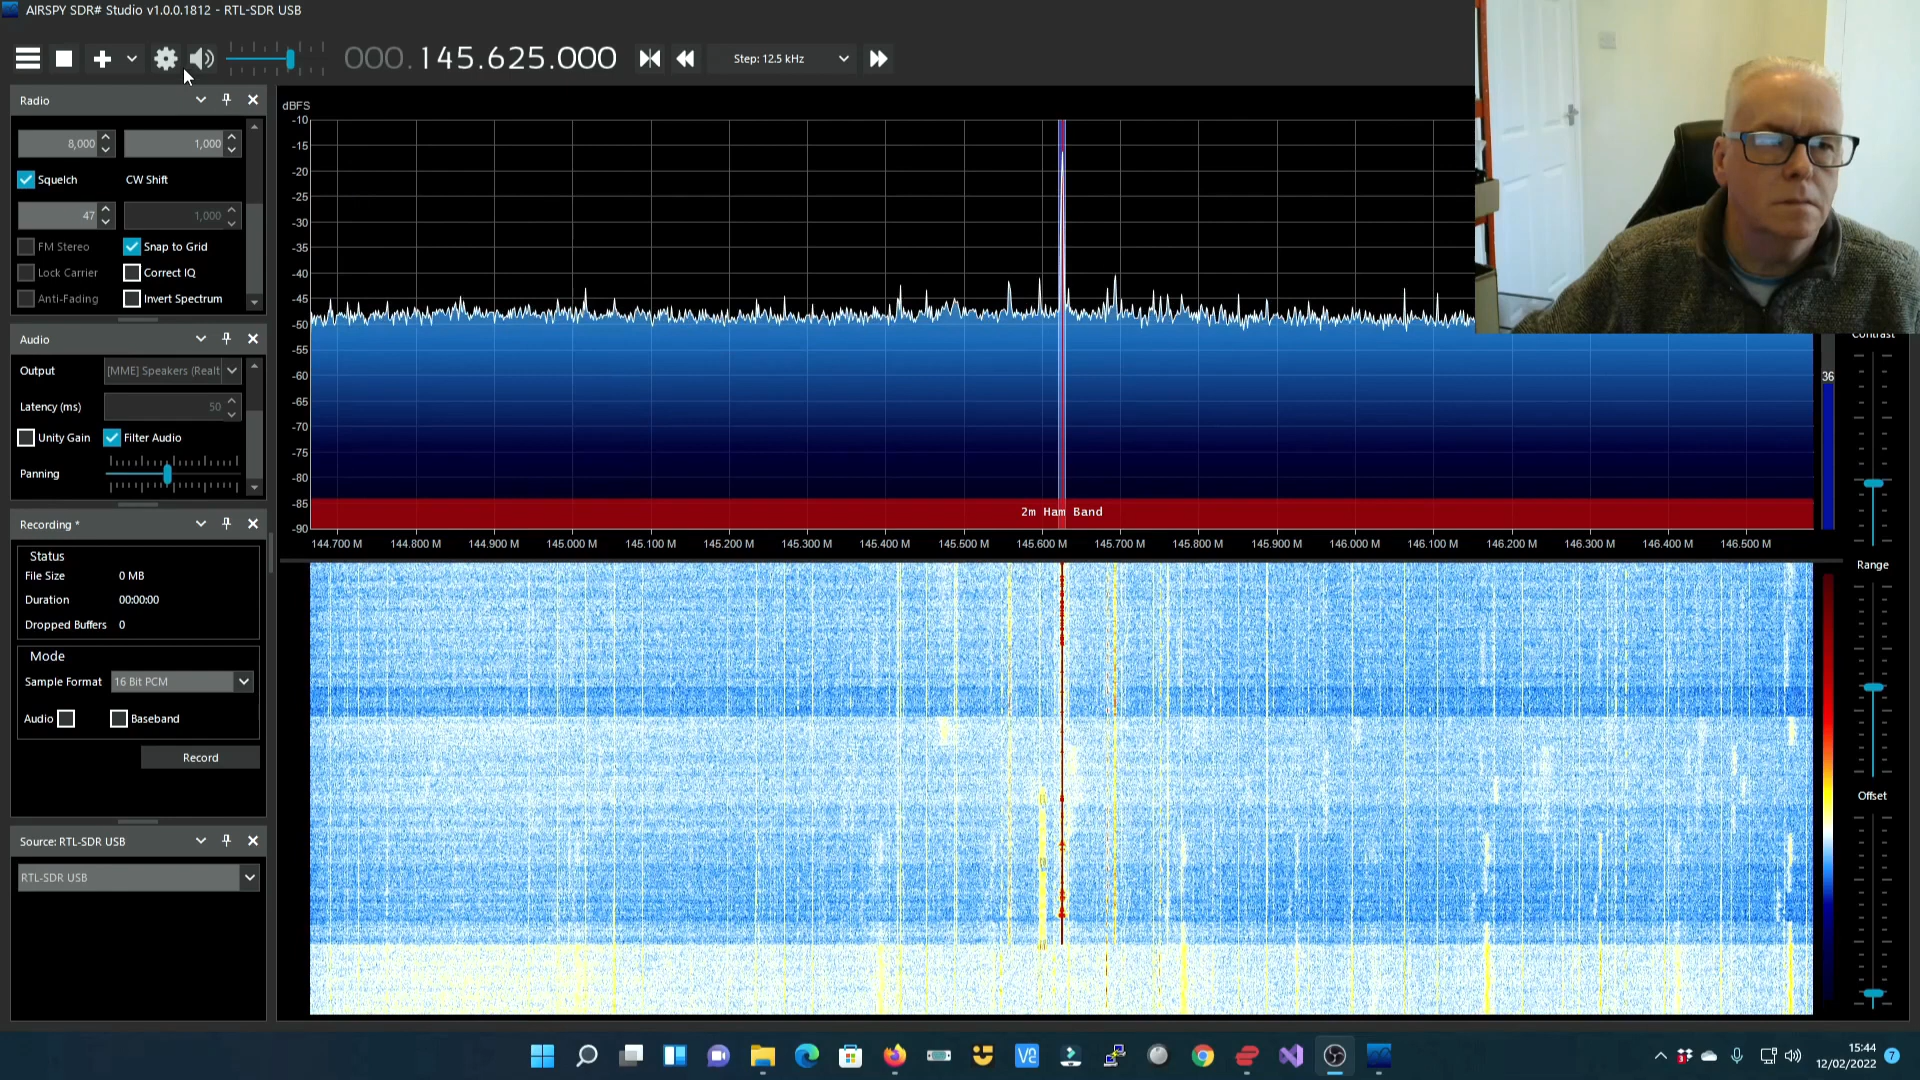 AIRSPY SDR# Studio v1.0.0.1812 - RTL-SDR USB
000.145.625.000
Step: 12.5 kHz
Radio
8,000
1,000
Squelch
CW Shift
47
1,000
FM Stereo
Snap to Grid
Lock Carrier
Correct IQ
Anti-Fading
Invert Spectrum
Audio
Output
[MME] Speakers (Realt
Latency (ms)
50
Unity Gain
Filter Audio
Panning
Recording *
Status
File Size 0 MB
Duration 00:00:00
Dropped Buffers 0
Mode
Sample Format 16 Bit PCM
Audio
Baseband
Record
Source: RTL-SDR USB
RTL-SDR USB
dBFS
-10
-15
-20
-25
-30
-35
-40
-45
-50
-55
-60
-65
-70
-75
-80
-85
-90
2m Ham Band
144.700 M 144.800 M 144.900 M 145.000 M 145.100 M 145.200 M 145.300 M 145.400 M 145.500 M 145.600 M 145.700 M 145.800 M 145.900 M 146.000 M 146.100 M 146.200 M 146.300 M 146.400 M 146.500 M
36
Contrast
Range
Offset
V2
15:44
12/02/2022
7